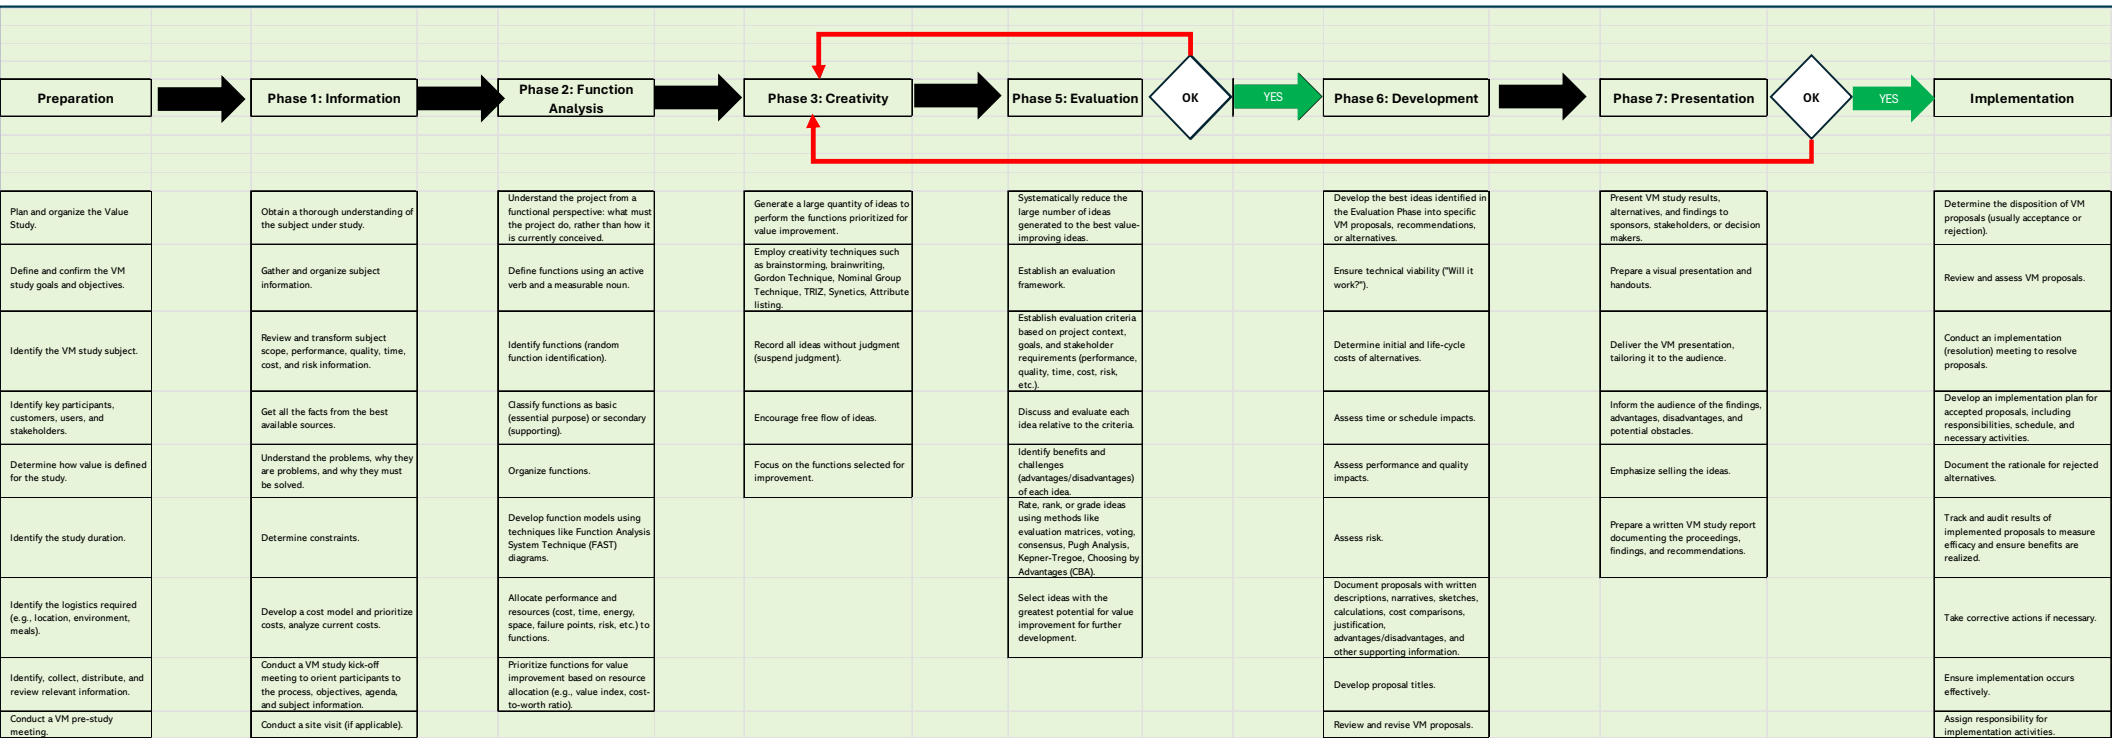 Preparation
Phase 1: Information
Phase 2: Function
Analysis
Phase 3: Creativity
Phase 5: Evaluation
OK
YES
Phase 6: Development
Phase 7: Presentation
OK
YES
Implementation
Plan and organize the Value
Study.
Define and confirm the VM
study goals and objectives.
Identify the VM study subject.
Identify key participants,
customers, users, and
stakeholders.
Determine how value is defined
for the study.
Identify the study duration.
Identify the logistics required
(e.g., location, environment,
meals).
Identify, collect, distribute, and
review relevant information.
Conduct a VM pre-study
meeting.
Obtain a thorough understanding of
the subject under study.
Gather and organize subject
information.
Review and transform subject
scope, performance, quality, time,
cost, and risk information.
Get all the facts from the best
available sources.
Understand the problems, why they
are problems, and why they must
be solved.
Determine constraints.
Develop a cost model and prioritize
costs, analyze current costs.
Conduct a VM study kick-off
meeting to orient participants to
the process, objectives, agenda,
and subject information.
Conduct a site visit (if applicable).
Understand the project from a
functional perspective: what must
the project do, rather than how it
is currently conceived.
Define functions using an active
verb and a measurable noun.
Identify functions (random
function identification).
Classify functions as basic
(essential purpose) or secondary
(supporting).
Organize functions.
Develop function models using
techniques like Function Analysis
System Technique (FAST)
diagrams.
Allocate performance and
resources (cost, time, energy,
space, failure points, risk, etc.) to
functions.
Prioritize functions for value
improvement based on resource
allocation (e.g., value index, cost-
to-worth ratio).
Generate a large quantity of ideas to
perform the functions prioritized for
value improvement.
Employ creativity techniques such
as brainstorming, brainwriting,
Gordon Technique, Nominal Group
Technique, TRIZ, Synetics, Attribute
listing.
Record all ideas without judgment
(suspend judgment).
Encourage free flow of ideas.
Focus on the functions selected for
improvement.
Systematically reduce the
large number of ideas
generated to the best value-
improving ideas.
Establish an evaluation
framework.
Establish evaluation criteria
based on project context,
goals, and stakeholder
requirements (performance,
quality, time, cost, risk,
etc.).
Discuss and evaluate each
idea relative to the criteria.
Identify benefits and
challenges
(advantages/disadvantages)
of each idea.
Rate, rank, or grade ideas
using methods like
evaluation matrices, voting,
consensus, Pugh Analysis,
Kepner-Tregoe, Choosing by
Advantages (CBA).
Select ideas with the
greatest potential for value
improvement for further
development.
Develop the best ideas identified in
the Evaluation Phase into specific
VM proposals, recommendations,
or alternatives.
Ensure technical viability ("Will it
work?").
Determine initial and life-cycle
costs of alternatives.
Assess time or schedule impacts.
Assess performance and quality
impacts.
Assess risk.
Document proposals with written
descriptions, narratives, sketches,
calculations, cost comparisons,
justification,
advantages/disadvantages, and
other supporting information.
Develop proposal titles.
Review and revise VM proposals.
Present VM study results,
alternatives, and findings to
sponsors, stakeholders, or decision
makers.
Prepare a visual presentation and
handouts.
Deliver the VM presentation,
tailoring it to the audience.
Inform the audience of the findings,
advantages, disadvantages, and
potential obstacles.
Emphasize selling the ideas.
Prepare a written VM study report
documenting the proceedings,
findings, and recommendations.
Determine the disposition of VM
proposals (usually acceptance or
rejection).
Review and assess VM proposals.
Conduct an implementation
(resolution) meeting to resolve
proposals.
Develop an implementation plan for
accepted proposals, including
responsibilities, schedule, and
necessary activities.
Document the rationale for rejected
alternatives.
Track and audit results of
implemented proposals to measure
efficacy and ensure benefits are
realized.
Take corrective actions if necessary.
Ensure implementation occurs
effectively.
Assign responsibility for
implementation activities.